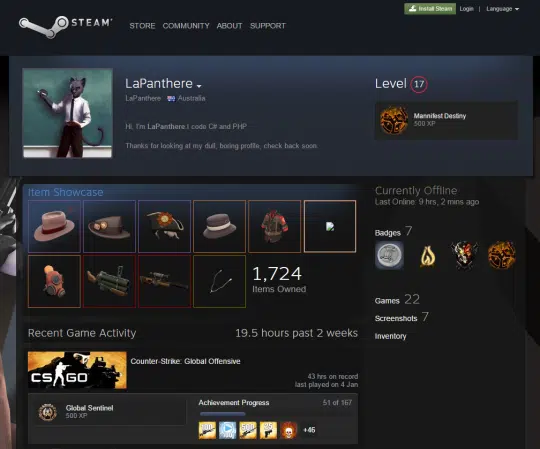 Install Steam Login | Language
STEAM®
STORE COMMUNITY ABOUT SUPPORT
LaPanthere
LaPanthere Australia
Hi, I'm LaPanthere.I code C# and PHP
Thanks for looking at my dull, boring profile, check back soon.
Level 17
Mannifest Destiny
500 XP
Item Showcase
1,724
Items Owned
Currently Offline
Last Online: 9 hrs, 2 mins ago
Badges 7
Games 22
Screenshots 7
Inventory
Recent Game Activity 19.5 hours past 2 weeks
CS GO
Counter-Strike: Global Offensive
43 hrs on record
last played on 4 Jan
Global Sentinel
500 XP
Achievement Progress 51 of 167
+46